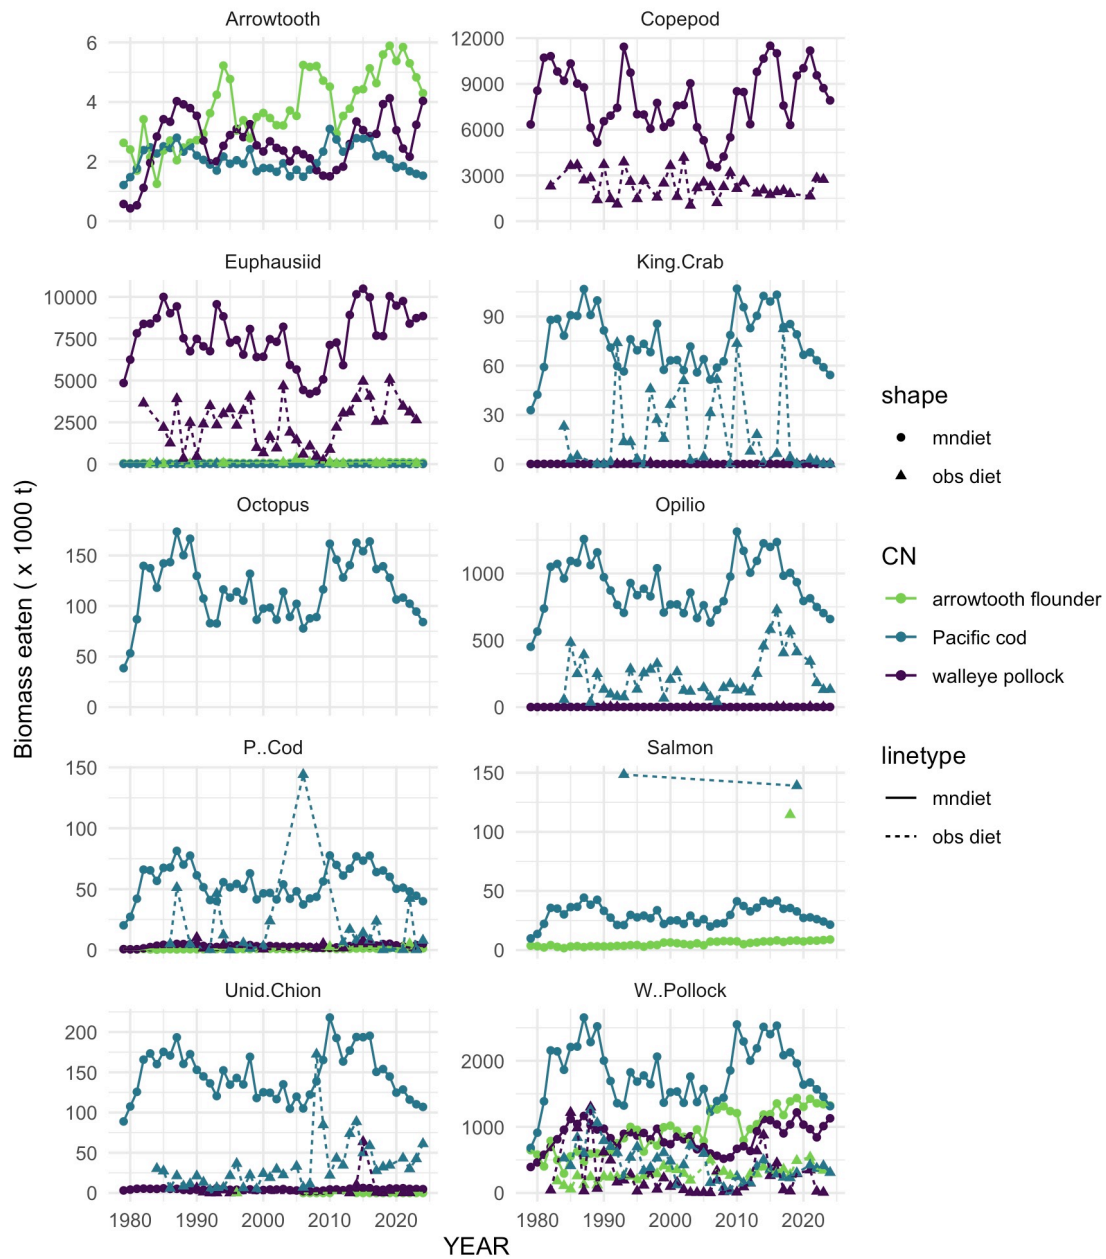 Arrowtooth
Copepod
6
4
2
0
12000
9000
6000
3000
0
Euphausiid
King.Crab
10000
7500
5000
2500
0
90
60
30
0
Octopus
Opilio
150
100
50
0
1000
500
0
P..Cod
Salmon
150
100
50
0
150
100
50
0
Unid.Chion
W..Pollock
200
150
100
50
0
2000
1000
0
1980 1990 2000 2010 2020
1980 1990 2000 2010 2020
YEAR
Biomass eaten ( x 1000 t)
shape
mndiet
obs diet
CN
arrowtooth flounder
Pacific cod
walleye pollock
linetype
mndiet
obs diet